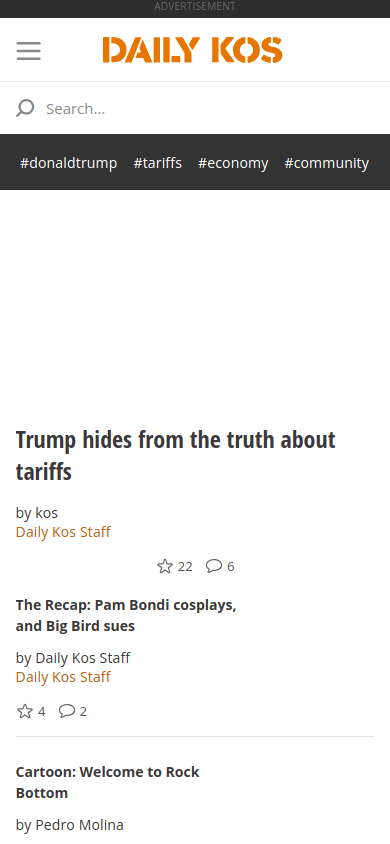 ADVERTISEMENT
DAILY KOS
Search...
#donaldtrump #tariffs #economy #community
Trump hides from the truth about
tariffs
by kos
Daily Kos Staff
22 6
The Recap: Pam Bondi cosplays,
and Big Bird sues
by Daily Kos Staff
Daily Kos Staff
4 2
Cartoon: Welcome to Rock
Bottom
by Pedro Molina